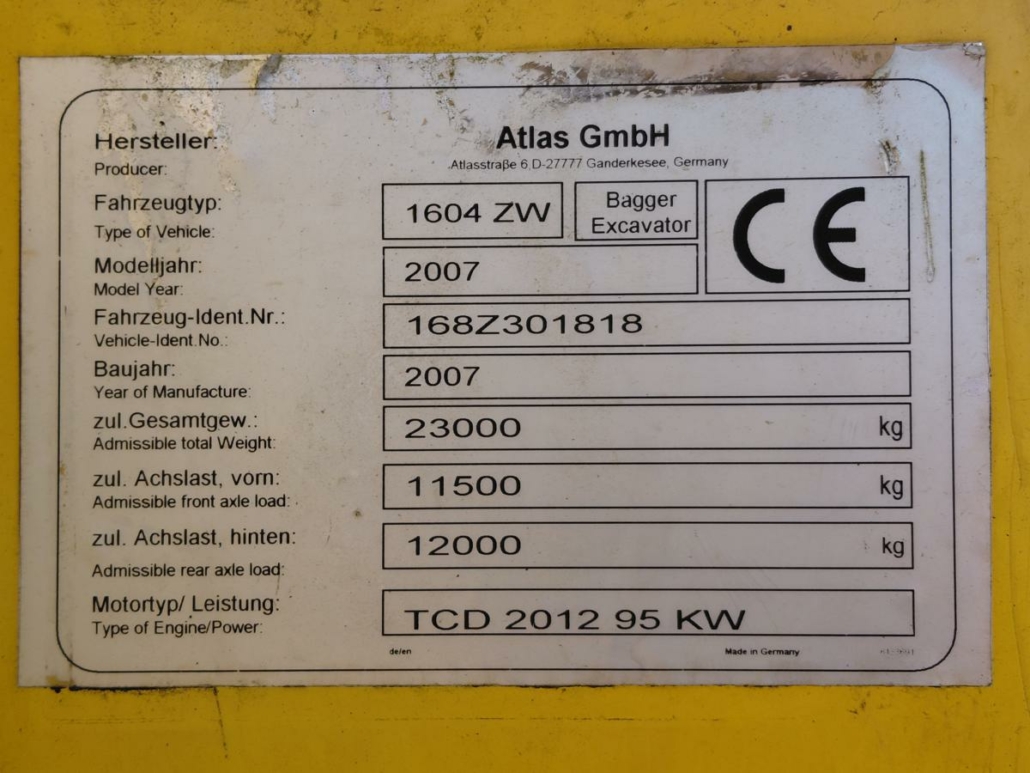 Hersteller:
Atlas GmbH
Producer:
Atlasstraße 6,D-27777 Ganderkesee, Germany
Fahrzeugtyp:
Type of Vehicle:
1604 ZW
Bagger
Excavator
CE
Modelljahr:
Model Year:
2007
Fahrzeug-Ident.Nr.:
Vehicle-Ident.No.:
168Z301818
Baujahr:
Year of Manufacture:
2007
zul.Gesamtgew.:
Admissible total Weight:
23000 kg
zul. Achslast, vorn:
Admissible front axle load:
11500 kg
zul. Achslast, hinten:
Admissible rear axle load:
12000 kg
Motortyp/ Leistung:
Type of Engine/Power:
TCD 2012 95 KW
de/en
Made in Germany